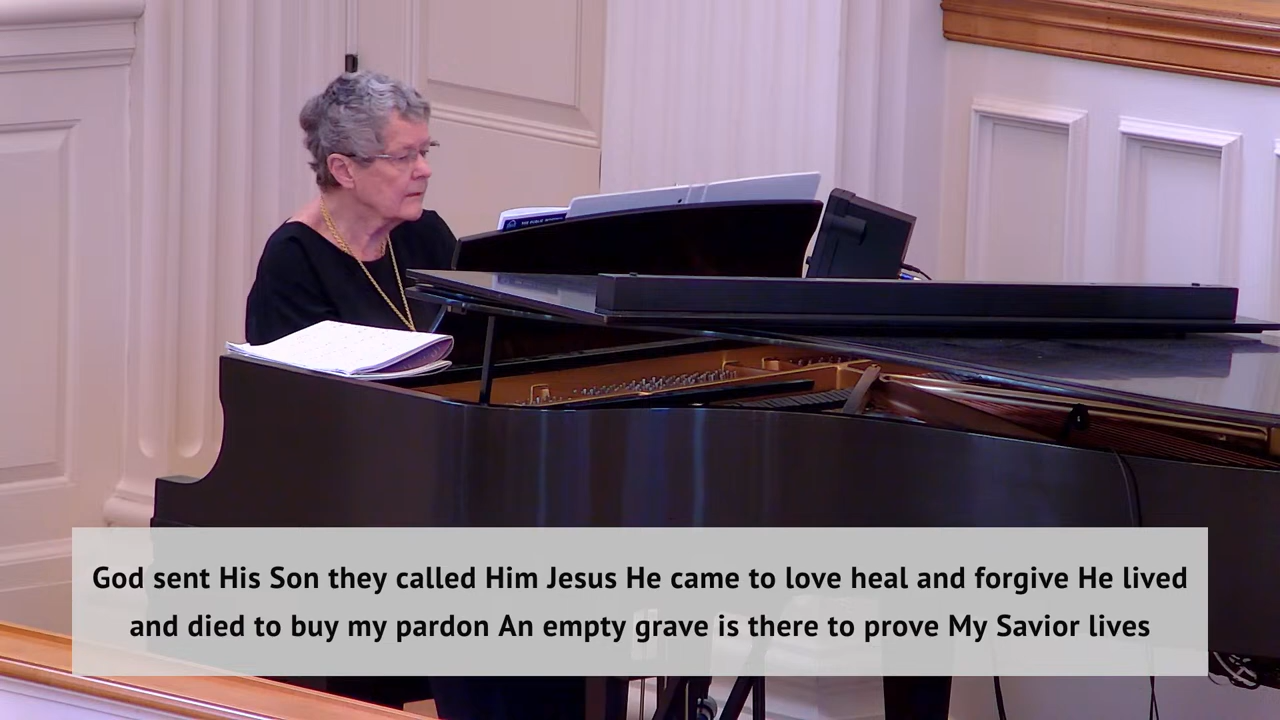 God sent His Son they called Him Jesus He came to love heal and forgive He lived
and died to buy my pardon An empty grave is there to prove My Savior lives